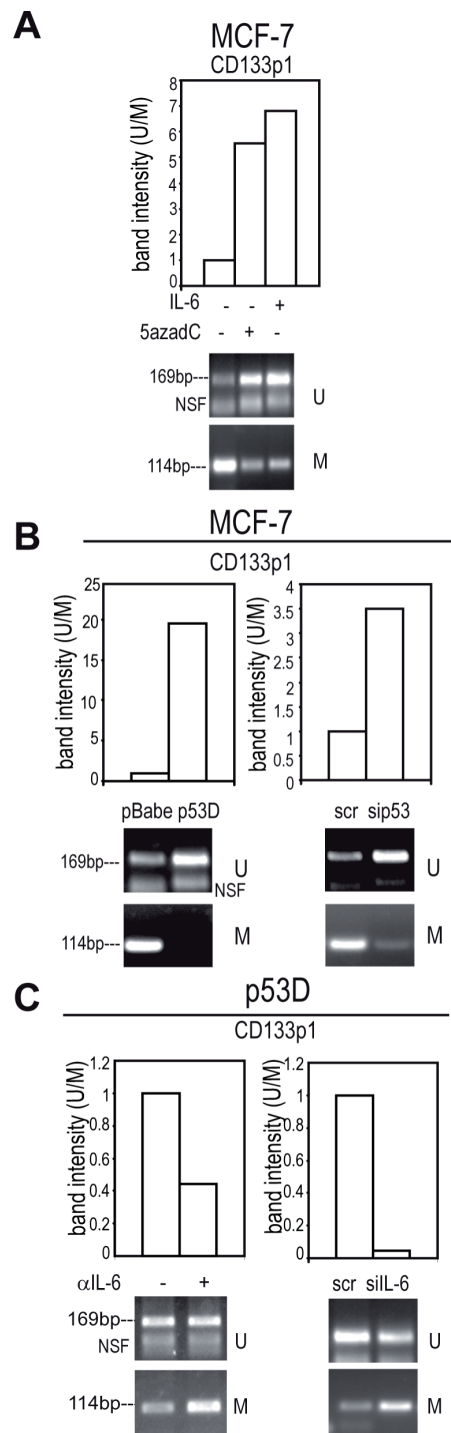 A
MCF-7
CD133p1
band intensity (U/M)
8
7
6
5
4
3
2
1
0
IL-6 - - +
5azadC - + -
169bp---
NSF
U
114bp---
M
B
MCF-7
CD133p1
band intensity (U/M)
25
20
15
10
5
0
band intensity (U/M)
4
3.5
3
2.5
2
1.5
1
0.5
0
pBabe p53D
scr sip53
169bp---
U
NSF
U
114bp---
M
M
C
p53D
CD133p1
band intensity (U/M)
1.2
1
0.8
0.6
0.4
0.2
0
band intensity (U/M)
1.2
1
0.8
0.6
0.4
0.2
0
αIL-6 - +
scr siIL-6
169bp---
NSF
U
U
114bp---
M
M